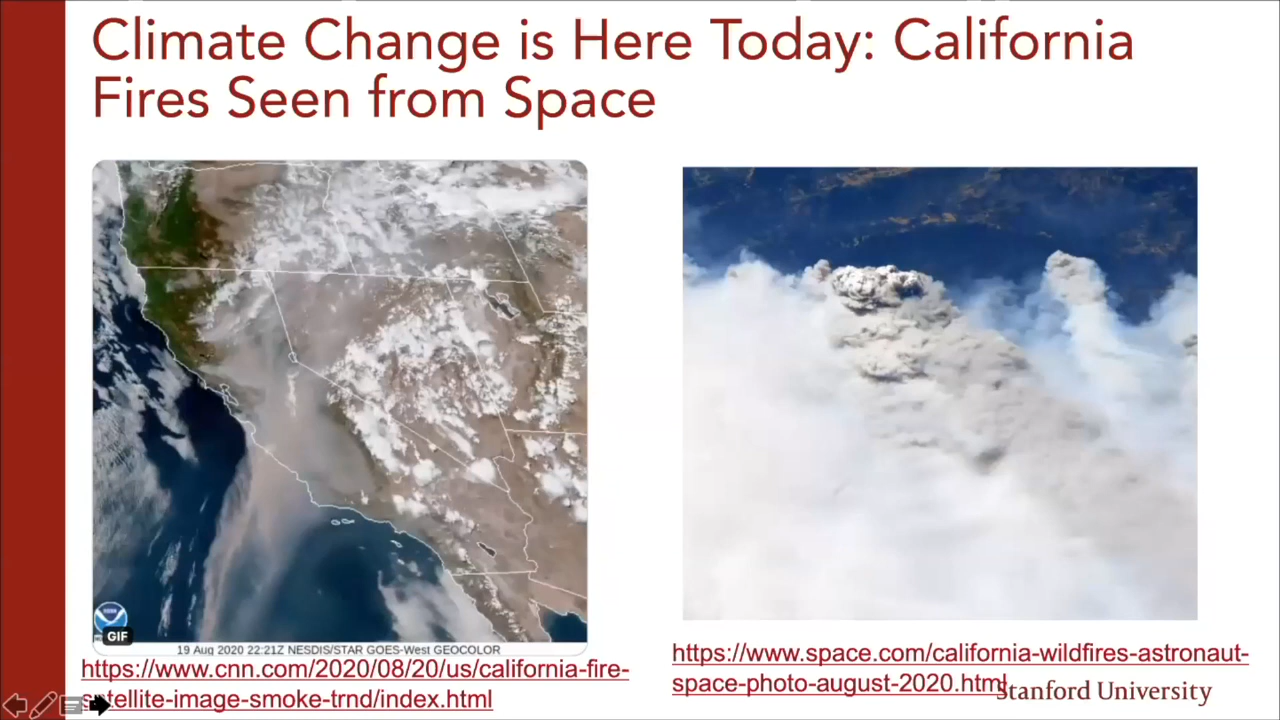 Climate Change is Here Today: California
Fires Seen from Space
GIF
19 Aug 2020 22:21Z NESDIS/STAR GOES-West GEOCOLOR
https://www.cnn.com/2020/08/20/us/california-fire-
satellite-image-smoke-trnd/index.html
https://www.space.com/california-wildfires-astronaut-
space-photo-august-2020.html
Stanford University